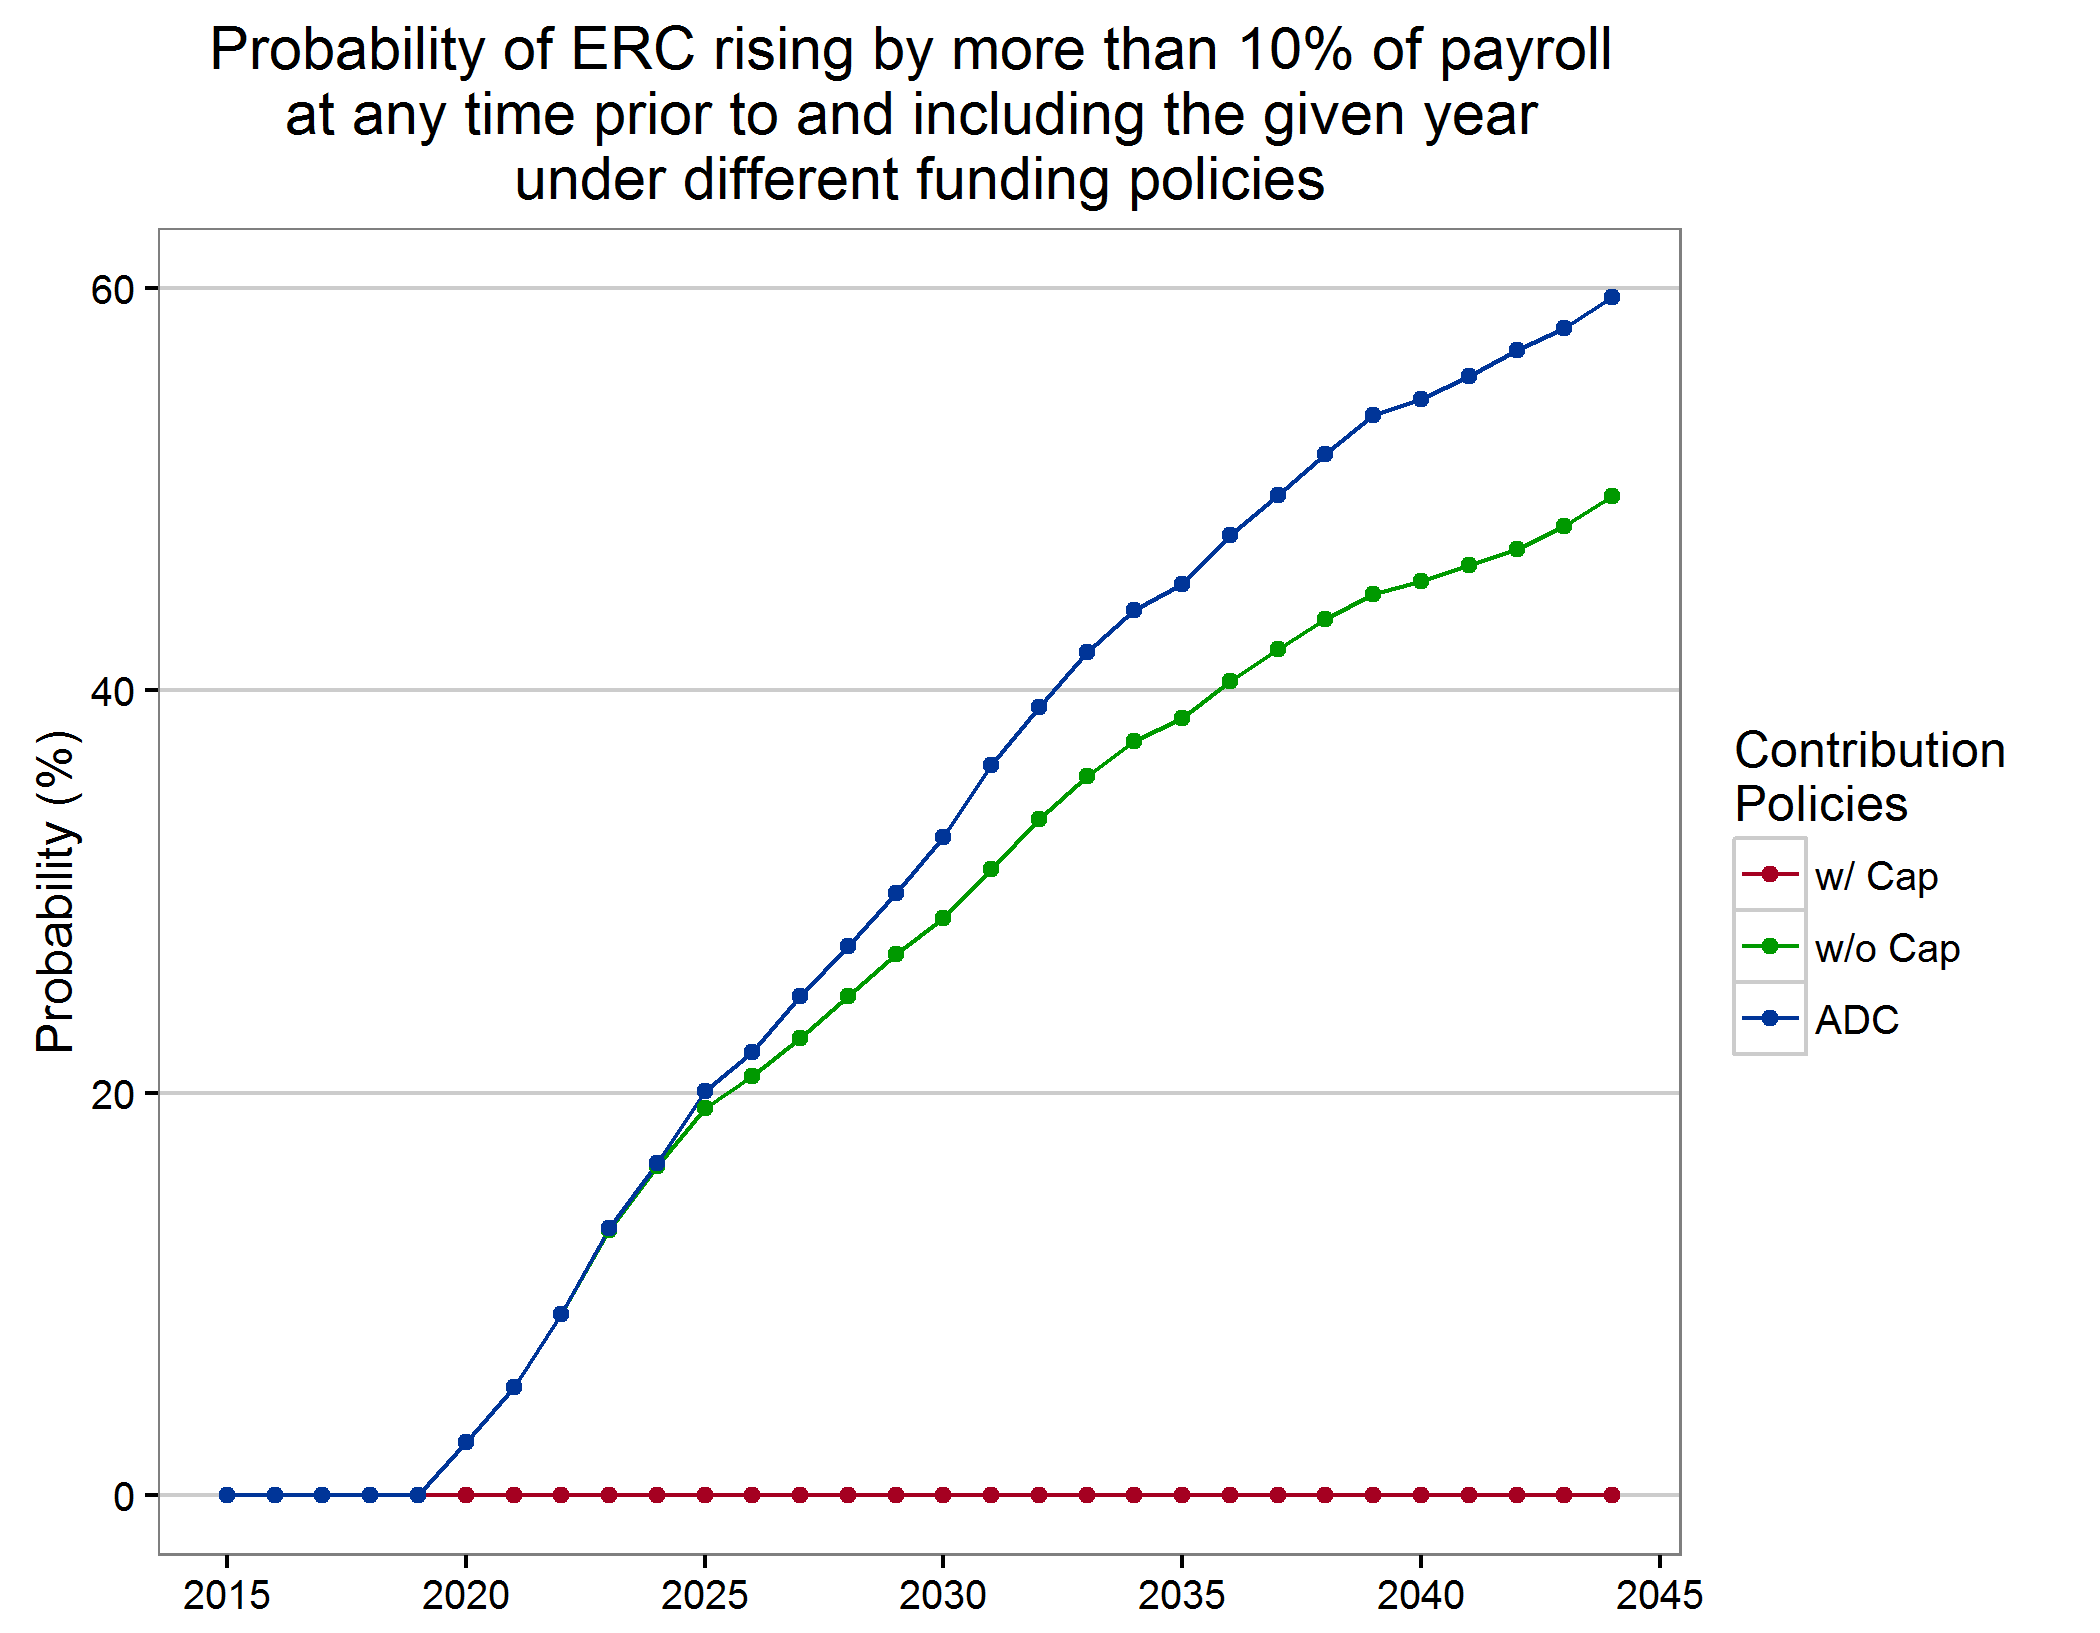 Probability of ERC rising by more than 10% of payroll
at any time prior to and including the given year
under different funding policies
60
40
20
0
Probability (%)
2015
2020
2025
2030
2035
2040
2045
Contribution
Policies
w/ Cap
w/o Cap
ADC